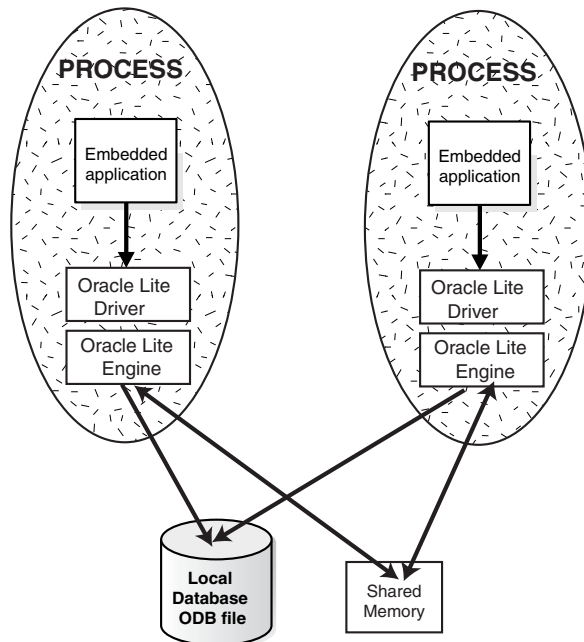 PROCESS
Embedded
application
Oracle Lite
Driver
Oracle Lite
Engine
PROCESS
Embedded
application
Oracle Lite
Driver
Oracle Lite
Engine
Local
Database
ODB file
Shared
Memory